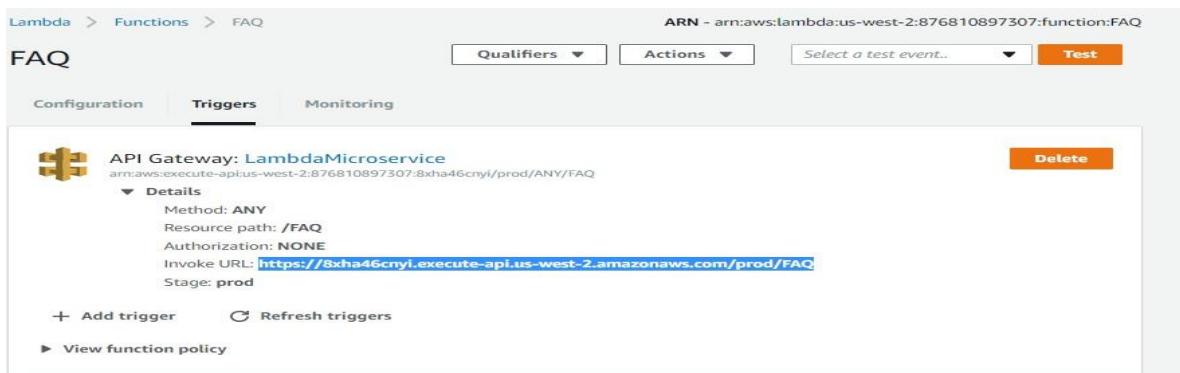 Lambda > Functions > FAQ ARN - arn:aws:lambda:us-west-2:876810897307:function:FAQ
FAQ Qualifiers Actions Select a test event.. Test
Configuration Triggers Monitoring
API Gateway: LambdaMicroservice Delete
arn:aws:execute-api:us-west-2:876810897307:8xha46cnyi/prod/ANY/FAQ
Details
Method: ANY
Resource path: /FAQ
Authorization: NONE
Invoke URL: https://8xha46cnyi.execute-api.us-west-2.amazonaws.com/prod/FAQ
Stage: prod
+ Add trigger Refresh triggers
View function policy